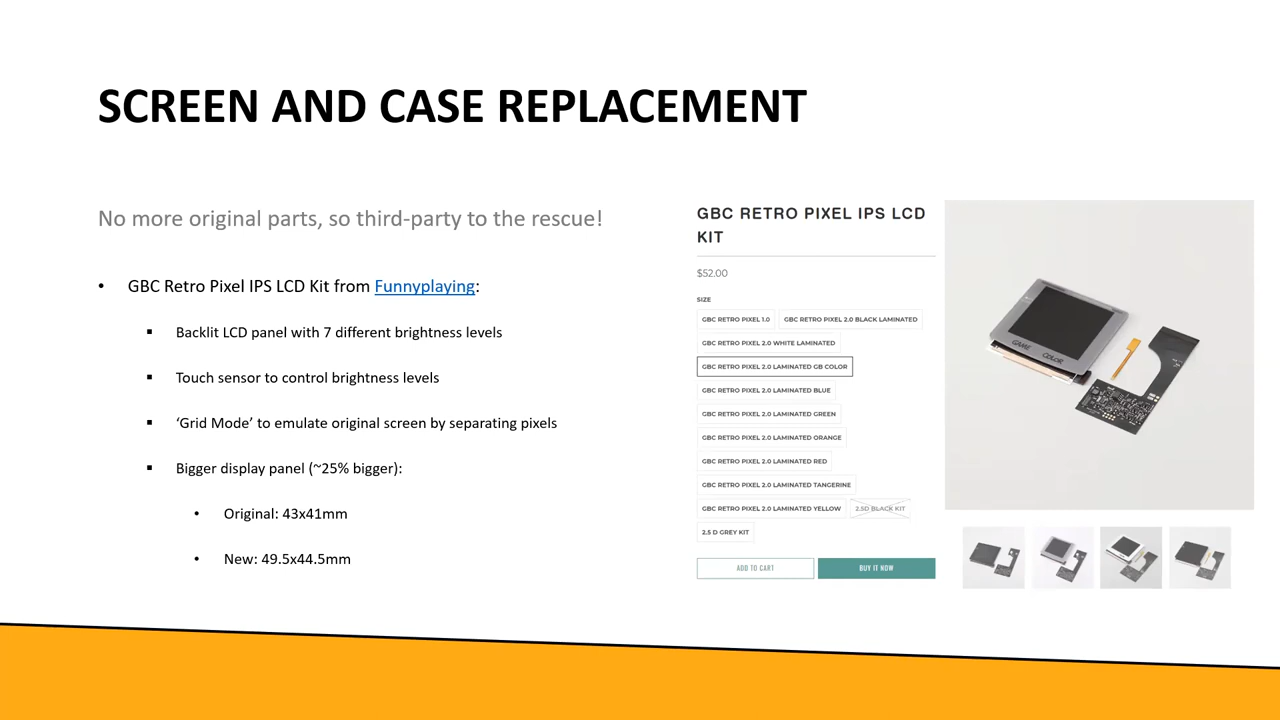 SCREEN AND CASE REPLACEMENT
No more original parts, so third-party to the rescue!
• GBC Retro Pixel IPS LCD Kit from Funnyplaying:
▪ Backlit LCD panel with 7 different brightness levels
▪ Touch sensor to control brightness levels
▪ ‘Grid Mode’ to emulate original screen by separating pixels
▪ Bigger display panel (~25% bigger):
• Original: 43x41mm
• New: 49.5x44.5mm
GBC RETRO PIXEL IPS LCD
KIT
$52.00
SIZE
GBC RETRO PIXEL 1.0 GBC RETRO PIXEL 2.0 BLACK LAMINATED
GBC RETRO PIXEL 2.0 WHITE LAMINATED
GBC RETRO PIXEL 2.0 LAMINATED GB COLOR
GBC RETRO PIXEL 2.0 LAMINATED BLUE
GBC RETRO PIXEL 2.0 LAMINATED GREEN
GBC RETRO PIXEL 2.0 LAMINATED ORANGE
GBC RETRO PIXEL 2.0 LAMINATED RED
GBC RETRO PIXEL 2.0 LAMINATED TANGERINE
GBC RETRO PIXEL 2.0 LAMINATED YELLOW 2.5D BLACK KIT
2.5 D GREY KIT
ADD TO CART BUY IT NOW
GAME COLOR